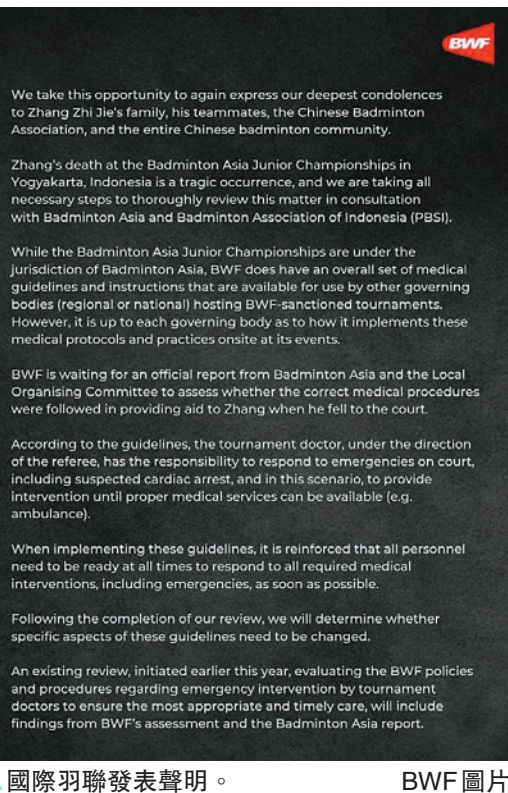 BWF
We take this opportunity to again express our deepest condolences
to Zhang Zhi Jie's family, his teammates, the Chinese Badminton
Association, and the entire Chinese badminton community.
Zhang's death at the Badminton Asia Junior Championships in
Yogyakarta, Indonesia is a tragic occurrence, and we are taking all
necessary steps to thoroughly review this matter in consultation
with Badminton Asia and Badminton Association of Indonesia (PBSI).
While the Badminton Asia Junior Championships are under the
jurisdiction of Badminton Asia, BWF does have an overall set of medical
guidelines and instructions that are available for use by other governing
bodies (regional or national) hosting BWF-sanctioned tournaments.
However, it is up to each governing body as to how it implements these
medical protocols and practices onsite at its events.
BWF is waiting for an official report from Badminton Asia and the Local
Organising Committee to assess whether the correct medical procedures
were followed in providing aid to Zhang when he fell to the court.
According to the guidelines, the tournament doctor, under the direction
of the referee, has the responsibility to respond to emergencies on court,
including suspected cardiac arrest, and in this scenario, to provide
intervention until proper medical services can be available (e.g.
ambulance).
When implementing these guidelines, it is reinforced that all personnel
need to be ready at all times to respond to all required medical
interventions, including emergencies, as soon as possible.
Following the completion of our review, we will determine whether
specific aspects of these guidelines need to be changed.
An existing review, initiated earlier this year, evaluating the BWF policies
and procedures regarding emergency intervention by tournament
doctors to ensure the most appropriate and timely care, will include
findings from BWF's assessment and the Badminton Asia report.
國際羽聯發表聲明。 BWF圖片